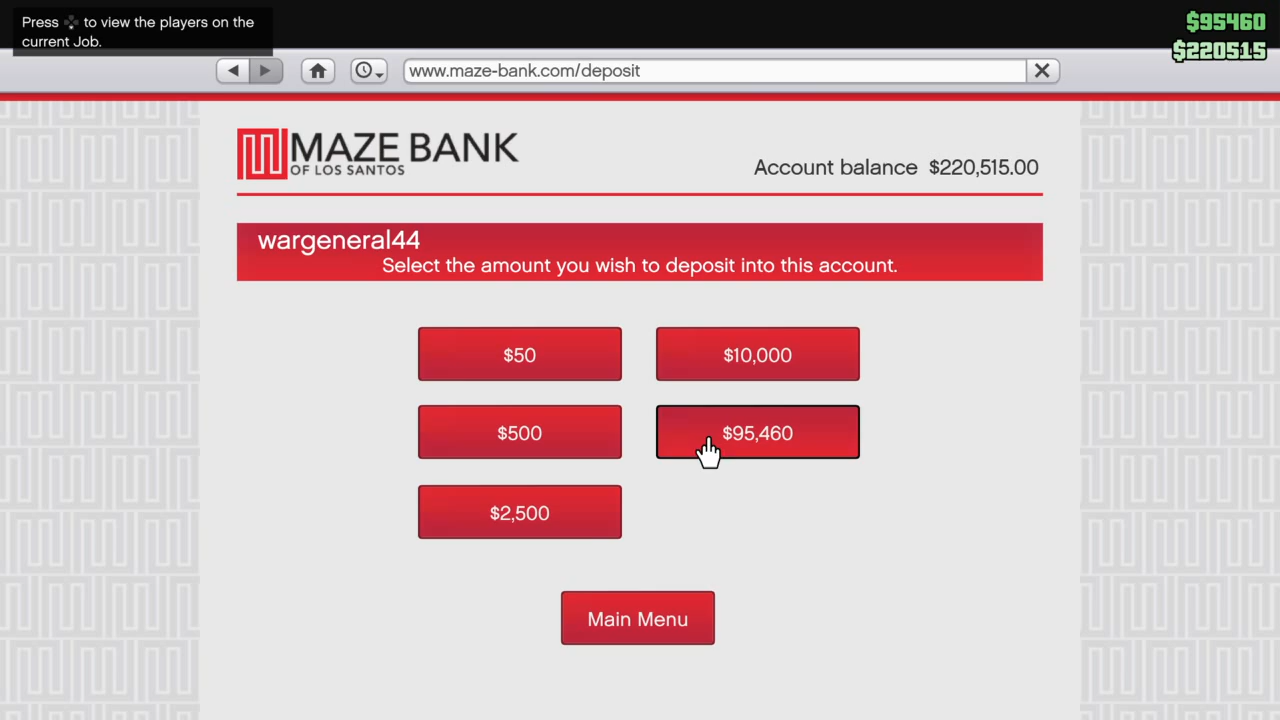 Press to view the players on the
current Job.
$95460
$220515
www.maze-bank.com/deposit
MAZE BANK
OF LOS SANTOS
Account balance $220,515.00
wargeneral44
Select the amount you wish to deposit into this account.
$50
$10,000
$500
$95,460
$2,500
Main Menu